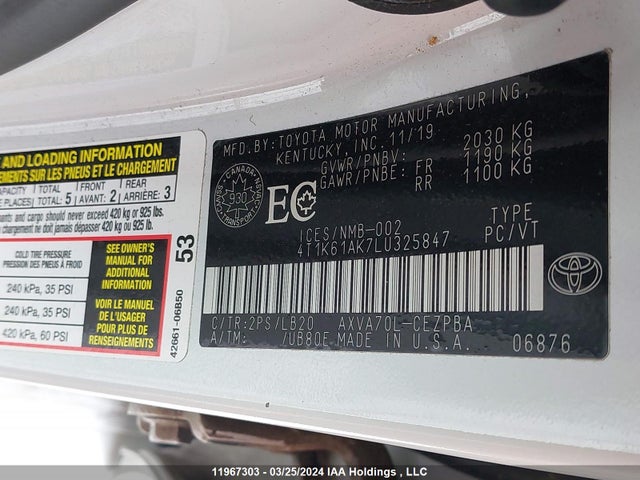 AND LOADING INFORMATION
EMENTS SUR LES PNEUS ET LE CHARGEMENT
CAPACITY TOTAL FRONT REAR
PLACES) TOTAL 5 AVANT: 2 ARRIÈRE: 3
ants and cargo should never exceed 420 kg or 925 lbs.
rgement ne doit jamais dépasser 420 kg ou 925 lb.
COLD TIRE PRESSURE
PRESSION DES PNEUS À FROID
240 kPa, 35 PSI
240 kPa, 35 PSI
420 kPa, 60 PSI
SEE OWNER'S
MANUAL FOR
ADDITIONAL
INFORMATION
VOIR LE MANUEL
DE L'USAGER
POUR PLUS DE
RENSEIGNEMENTS
53
42661-06B50
MFD.BY:TOYOTA MOTOR MANUFACTURING,
KENTUCKY, INC.11/19
GVWR/PNBV: 2030 KG
GAWR/PNBE: FR 1190 KG
RR 1100 KG
CANADA
930
TRANSPORT
EC
ICES/NMB-002 TYPE
4T1K61AK7LU325847 PC/VT
C/TR:2PS/LB20 AXVA70L-CEZPBA
A/TM: /UB80E MADE IN U.S.A. 06876
11967303 - 03/25/2024 IAA Holdings , LLC